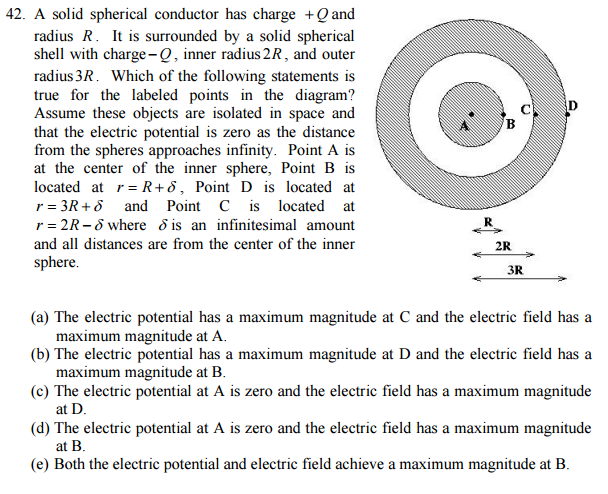 42. A solid spherical conductor has charge +Q and
radius R. It is surrounded by a solid spherical
shell with charge −Q, inner radius 2R, and outer
radius 3R. Which of the following statements is
true for the labeled points in the diagram?
Assume these objects are isolated in space and
that the electric potential is zero as the distance
from the spheres approaches infinity. Point A is
at the center of the inner sphere, Point B is
located at r = R + δ, Point D is located at
r = 3R + δ and Point C is located at
r = 2R − δ where δ is an infinitesimal amount
and all distances are from the center of the inner
sphere.
A
B
C
D
R
2R
3R
(a) The electric potential has a maximum magnitude at C and the electric field has a
maximum magnitude at A.
(b) The electric potential has a maximum magnitude at D and the electric field has a
maximum magnitude at B.
(c) The electric potential at A is zero and the electric field has a maximum magnitude
at D.
(d) The electric potential at A is zero and the electric field has a maximum magnitude
at B.
(e) Both the electric potential and electric field achieve a maximum magnitude at B.